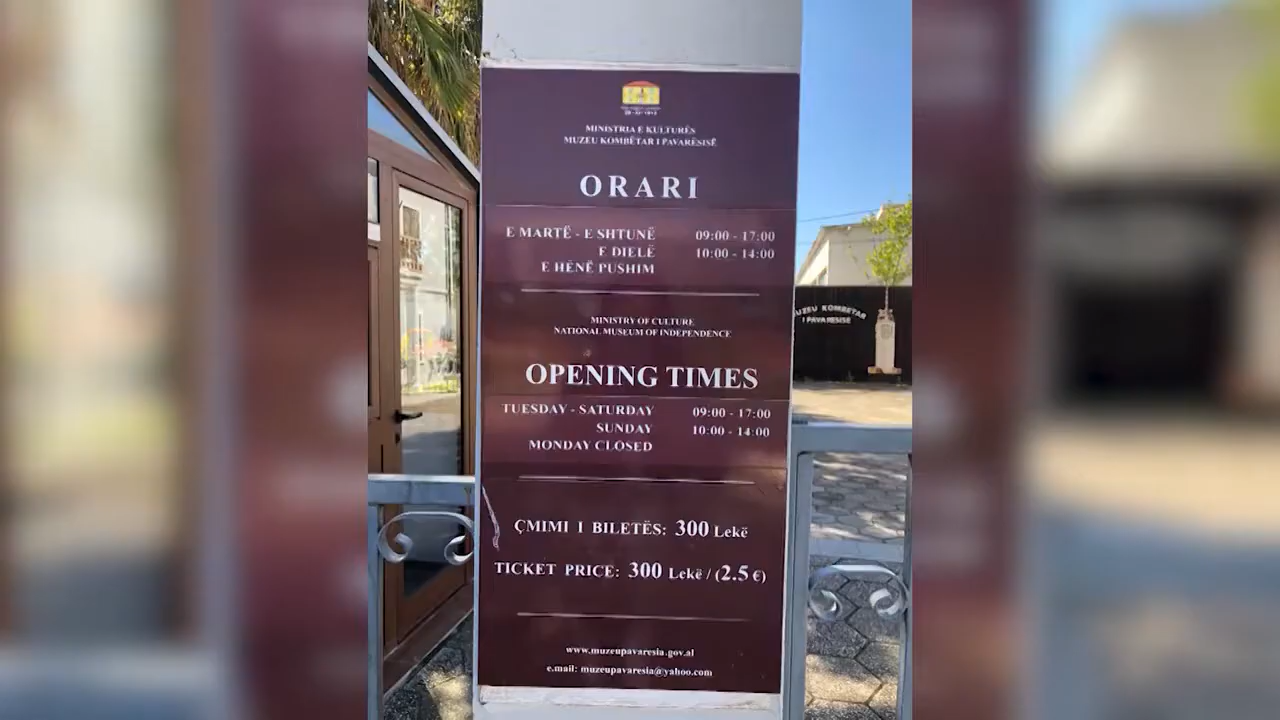 MINISTRIA E KULTURËS
MUZEU KOMBËTAR I PAVARËSISË
ORARI
E MARTË - E SHTUNË 09:00 - 17:00
E DIELË 10:00 - 14:00
E HËNË PUSHIM
MINISTRY OF CULTURE
NATIONAL MUSEUM OF INDEPENDENCE
OPENING TIMES
TUESDAY - SATURDAY 09:00 - 17:00
SUNDAY 10:00 - 14:00
MONDAY CLOSED
ÇMIMI I BILETËS: 300 Lekë
TICKET PRICE: 300 Lekë / (2.5 €)
www.muzeupavaresia.gov.al
e.mail: muzeupavaresia@yahoo.com
UZEU KOMBETAR
I PAVARESISE